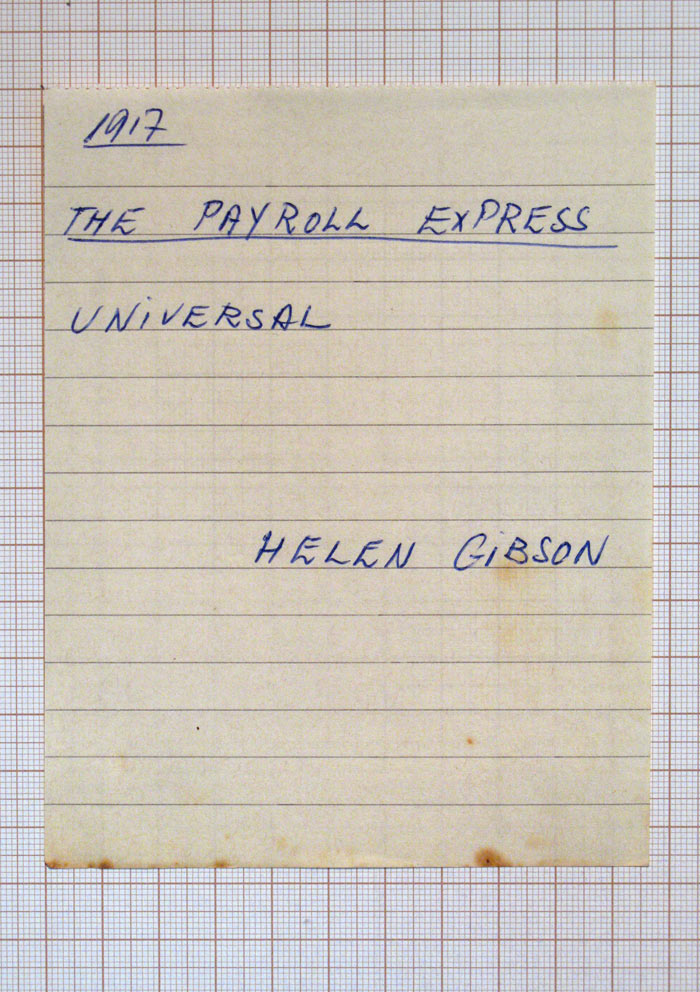 1917
THE PAYROLL EXPRESS
UNiVERSAL
HELEN GiBSON